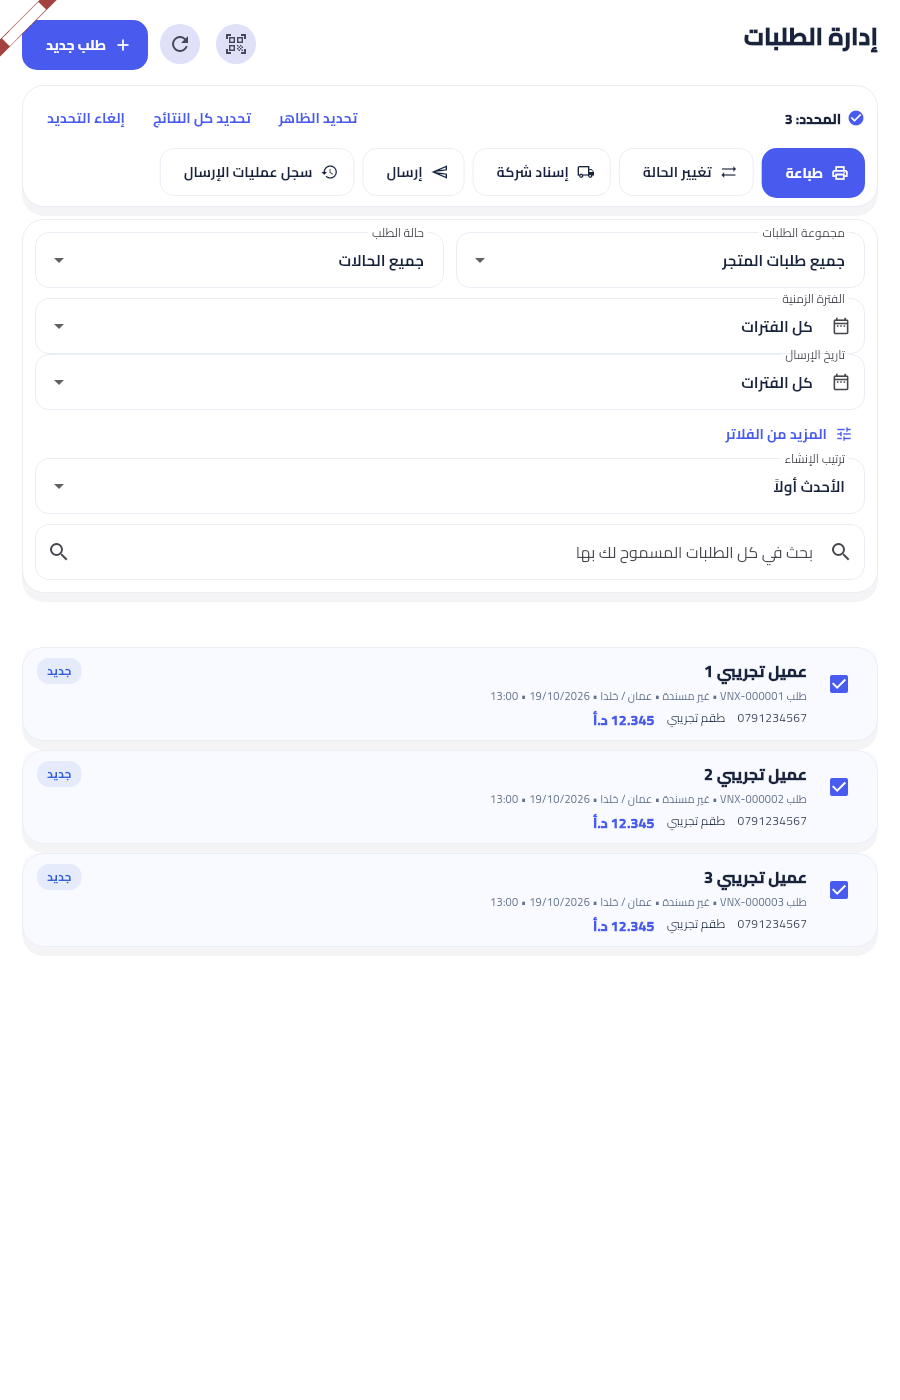 إدارة الطلبات
طلب جديد
المحدد: 3
تحديد الظاهر
تحديد كل النتائج
إلغاء التحديد
طباعة
تغيير الحالة
إسناد شركة
إرسال
سجل عمليات الإرسال
مجموعة الطلبات
جميع طلبات المتجر
حالة الطلب
جميع الحالات
الفترة الزمنية
كل الفترات
تاريخ الإرسال
كل الفترات
المزيد من الفلاتر
ترتيب الإنشاء
الأحدث أولاً
بحث في كل الطلبات المسموح لك بها
عميل تجريبي 1
جديد
طلب VNX-000001 • غير مسندة • عمان / خلدا • 19/10/2026 • 13:00
0791234567 طقم تجريبي 12.345 د.أ
عميل تجريبي 2
جديد
طلب VNX-000002 • غير مسندة • عمان / خلدا • 19/10/2026 • 13:00
0791234567 طقم تجريبي 12.345 د.أ
عميل تجريبي 3
جديد
طلب VNX-000003 • غير مسندة • عمان / خلدا • 19/10/2026 • 13:00
0791234567 طقم تجريبي 12.345 د.أ